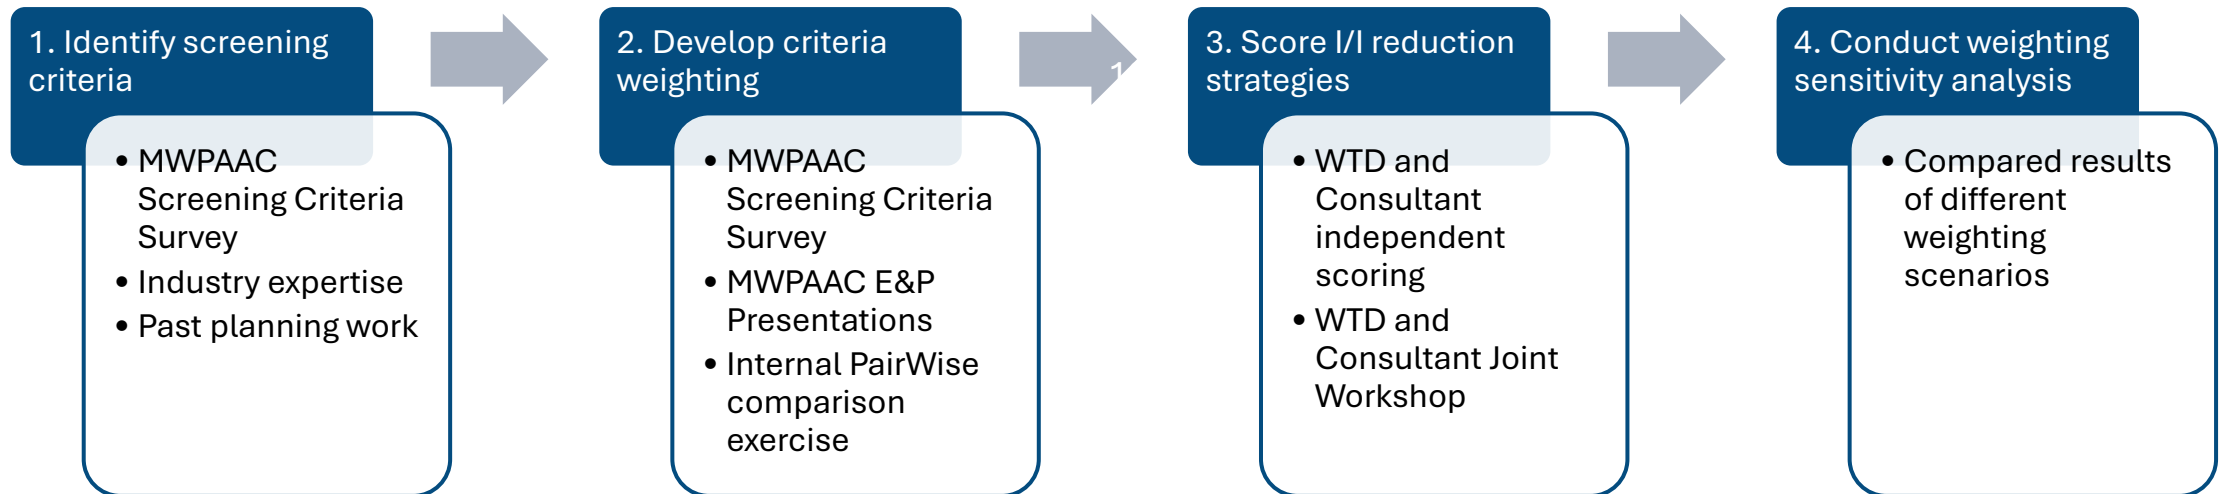 1. Identify screening
criteria
• MWPAAC
Screening Criteria
Survey
• Industry expertise
• Past planning work
2. Develop criteria
weighting
• MWPAAC
Screening Criteria
Survey
• MWPAAC E&P
Presentations
• Internal PairWise
comparison
exercise
1
3. Score I/I reduction
strategies
• WTD and
Consultant
independent
scoring
• WTD and
Consultant Joint
Workshop
4. Conduct weighting
sensitivity analysis
• Compared results
of different
weighting
scenarios